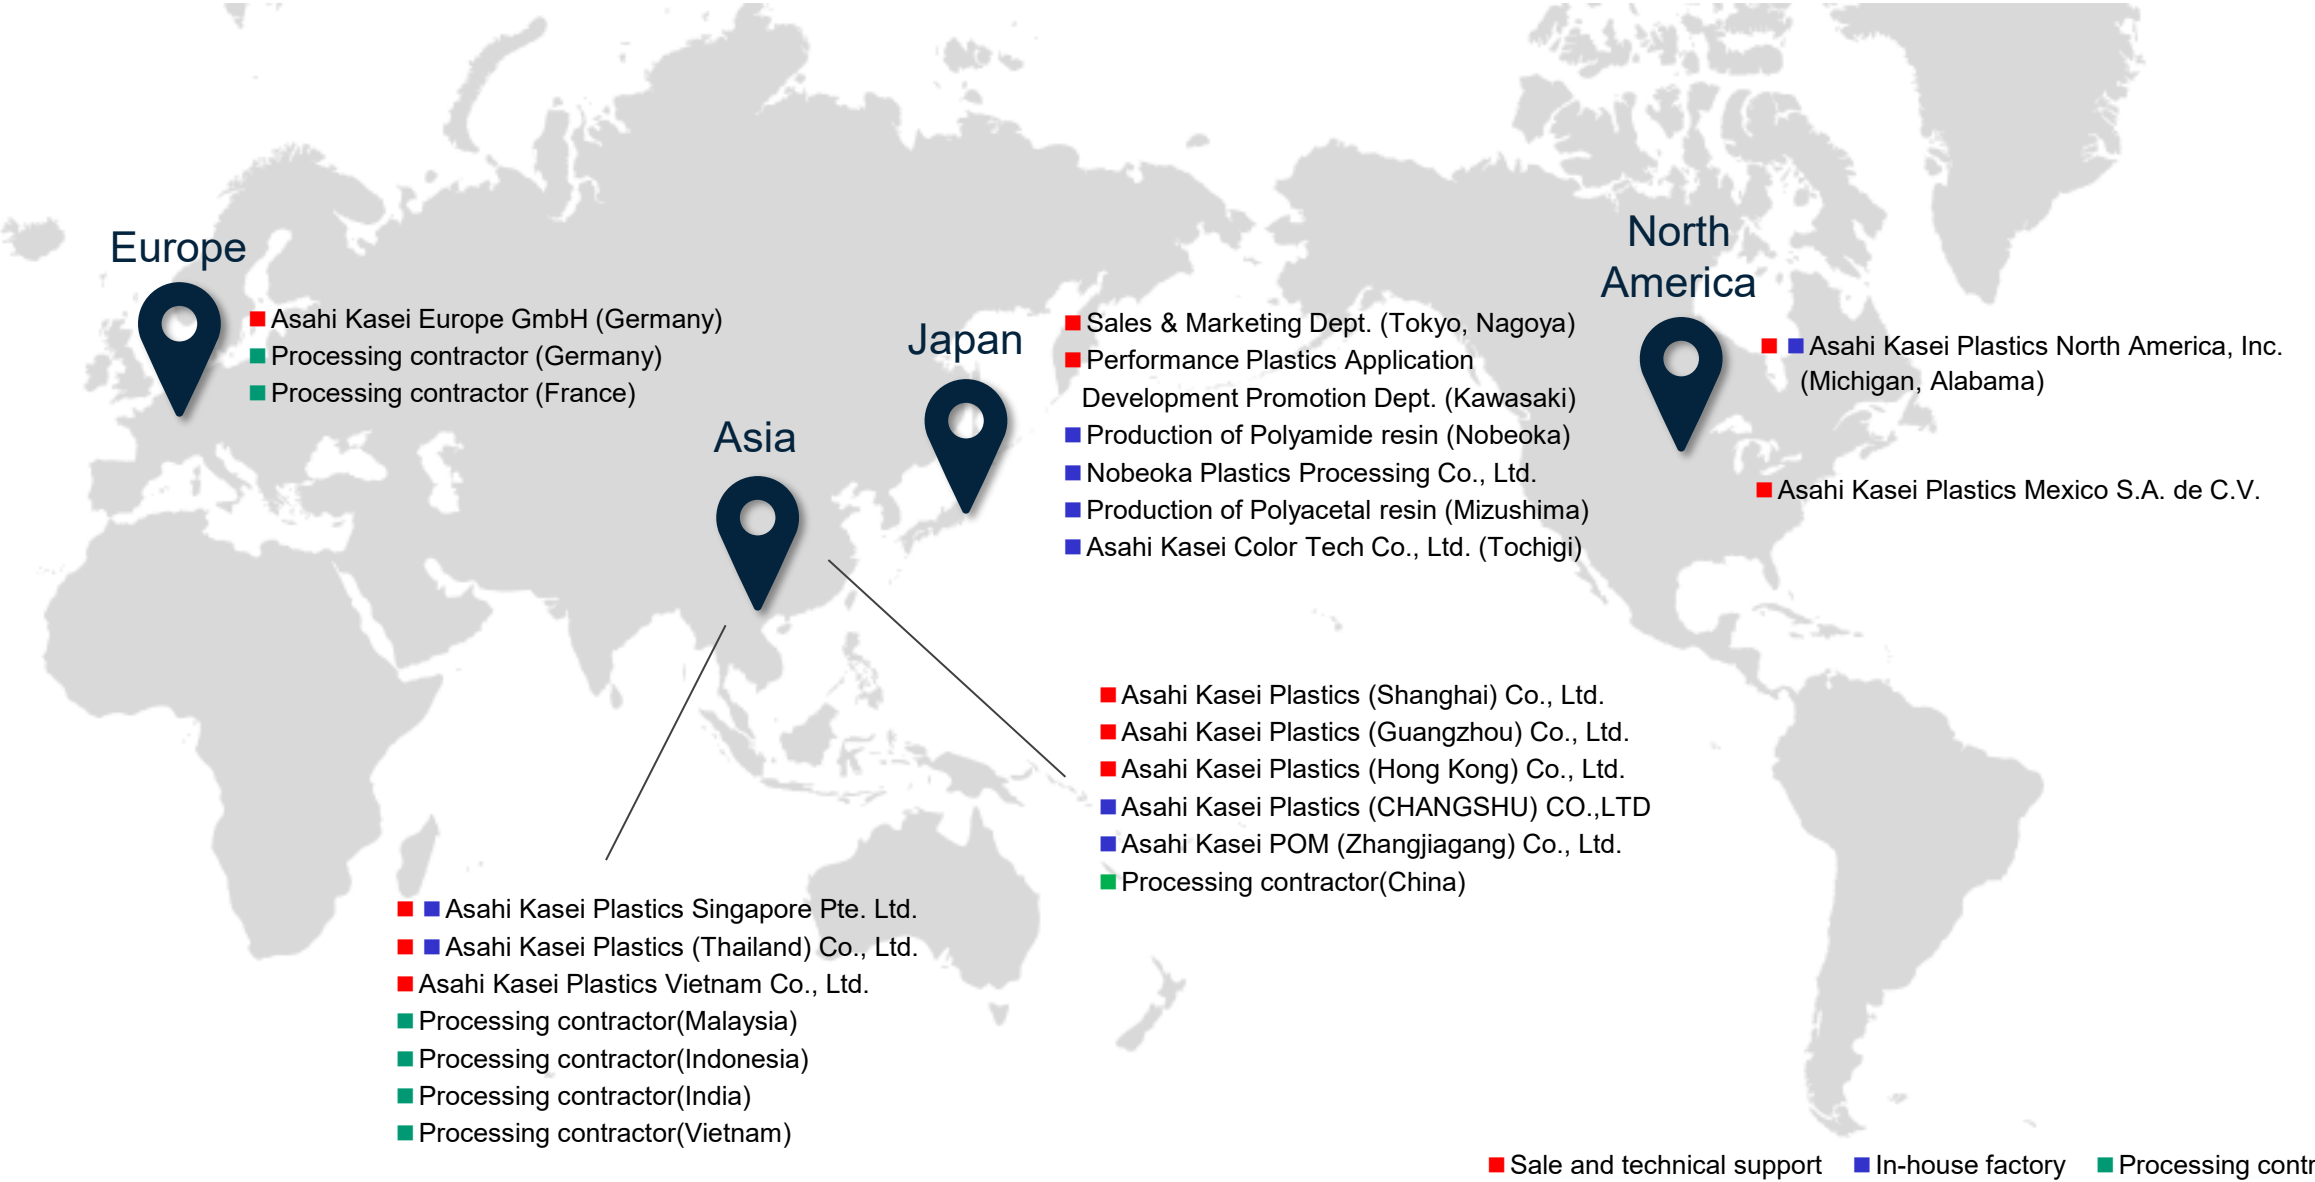 Europe
■Asahi Kasei Europe GmbH (Germany)
■Processing contractor (Germany)
■Processing contractor (France)
Asia
Japan
■Sales & Marketing Dept. (Tokyo, Nagoya)
■Performance Plastics Application
Development Promotion Dept. (Kawasaki)
■Production of Polyamide resin (Nobeoka)
■Nobeoka Plastics Processing Co., Ltd.
■Production of Polyacetal resin (Mizushima)
■Asahi Kasei Color Tech Co., Ltd. (Tochigi)
North
America
■ ■Asahi Kasei Plastics North America, Inc.
(Michigan, Alabama)
■Asahi Kasei Plastics Mexico S.A. de C.V.
■Asahi Kasei Plastics (Shanghai) Co., Ltd.
■Asahi Kasei Plastics (Guangzhou) Co., Ltd.
■Asahi Kasei Plastics (Hong Kong) Co., Ltd.
■Asahi Kasei Plastics (CHANGSHU) CO.,LTD
■Asahi Kasei POM (Zhangjiagang) Co., Ltd.
■Processing contractor(China)
■ ■Asahi Kasei Plastics Singapore Pte. Ltd.
■ ■Asahi Kasei Plastics (Thailand) Co., Ltd.
■Asahi Kasei Plastics Vietnam Co., Ltd.
■Processing contractor(Malaysia)
■Processing contractor(Indonesia)
■Processing contractor(India)
■Processing contractor(Vietnam)
■Sale and technical support ■In-house factory ■Processing contr